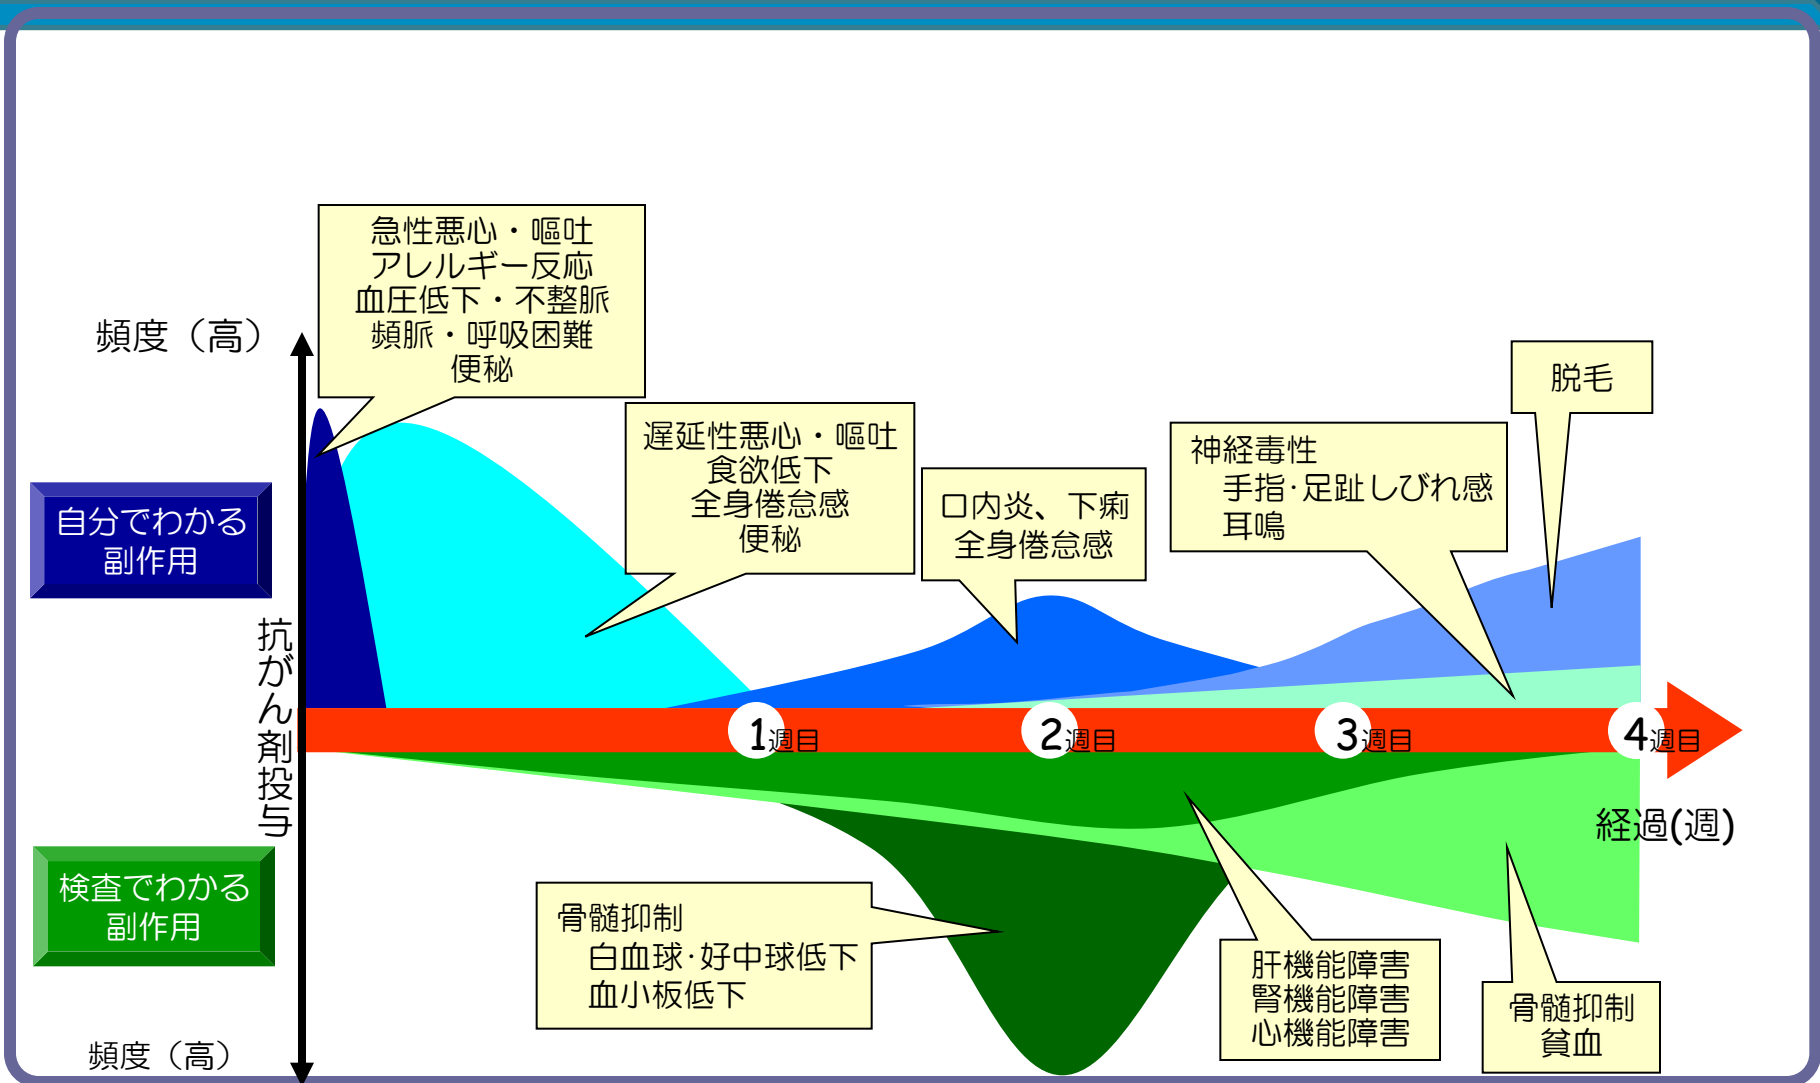 急性悪心・嘔吐
アレルギー反応
血圧低下・不整脈
頻脈・呼吸困難
便秘
頻度（高）
脱毛
遅延性悪心・嘔吐
食欲低下
全身倦怠感
便秘
神経毒性
手指･足趾しびれ感
耳鳴
口内炎、下痢
全身倦怠感
自分でわかる
副作用
抗がん剤投与
1週目
2週目
3週目
4週目
経過(週)
検査でわかる
副作用
骨髄抑制
白血球･好中球低下
血小板低下
肝機能障害
腎機能障害
心機能障害
骨髄抑制
貧血
頻度（高）